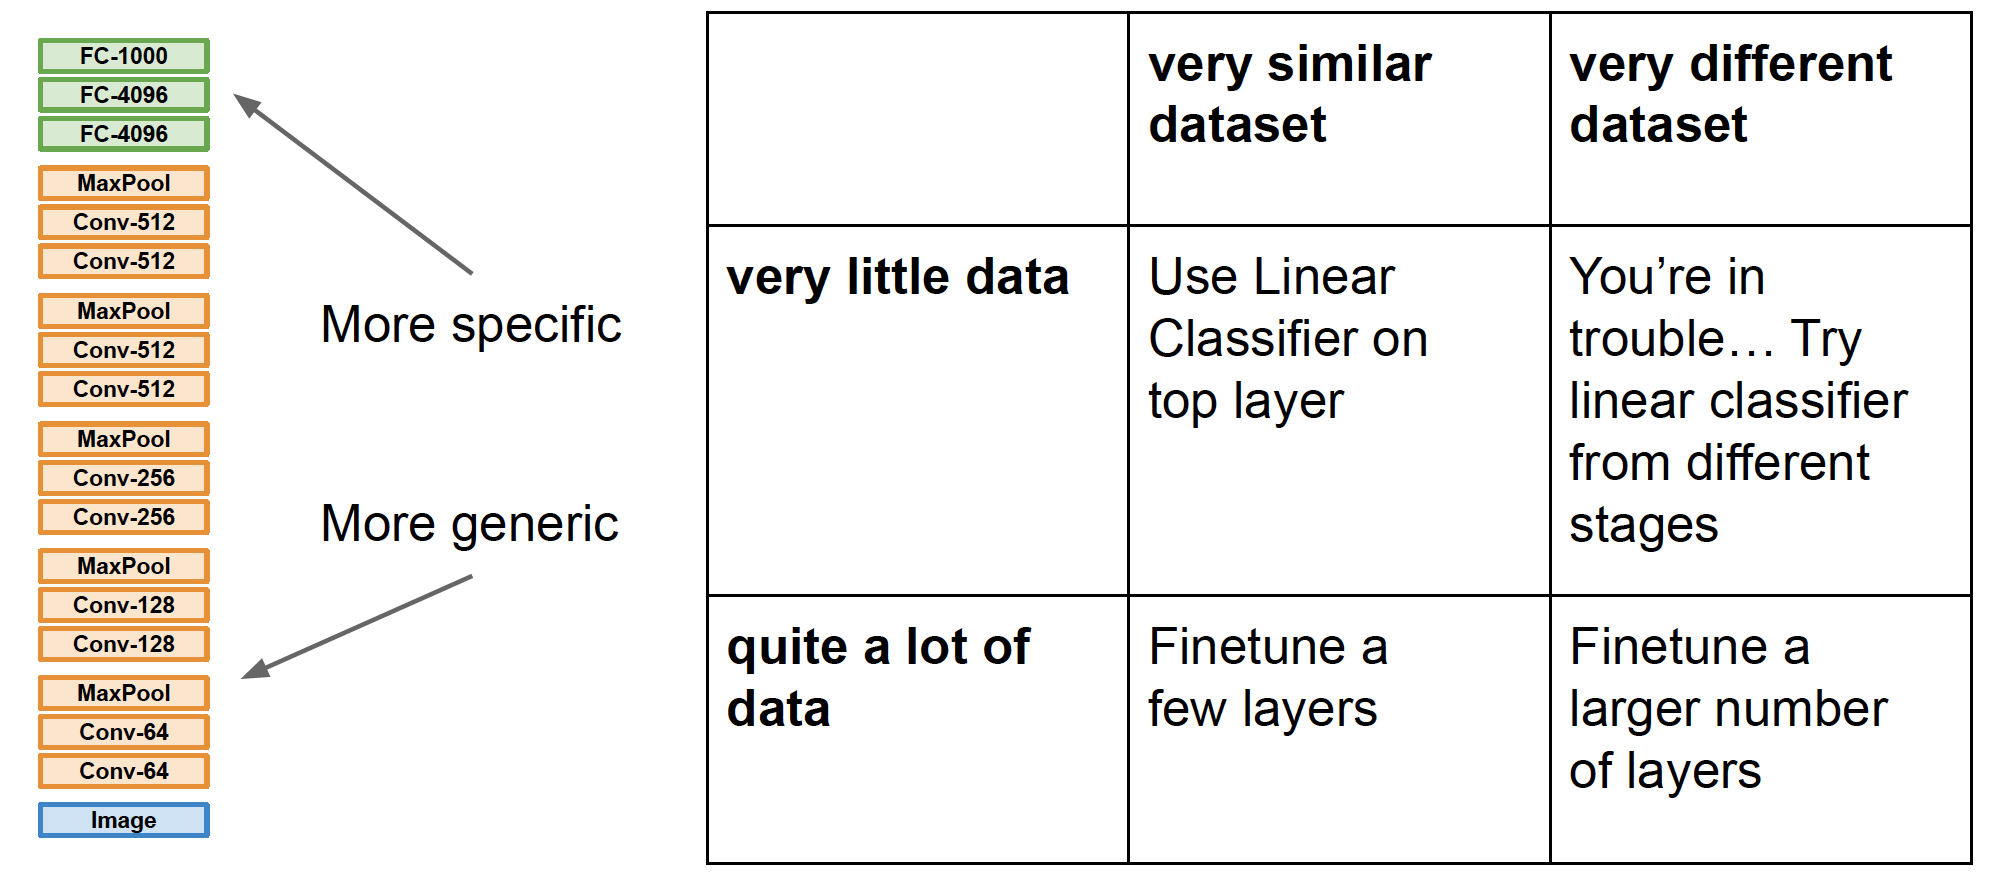 FC-1000
FC-4096
FC-4096
MaxPool
Conv-512
Conv-512
MaxPool
Conv-512
Conv-512
MaxPool
Conv-256
Conv-256
MaxPool
Conv-128
Conv-128
MaxPool
Conv-64
Conv-64
Image
More specific
More generic
very similar
dataset
very different
dataset
very little data
Use Linear
Classifier on
top layer
You’re in
trouble… Try
linear classifier
from different
stages
quite a lot of
data
Finetune a
few layers
Finetune a
larger number
of layers